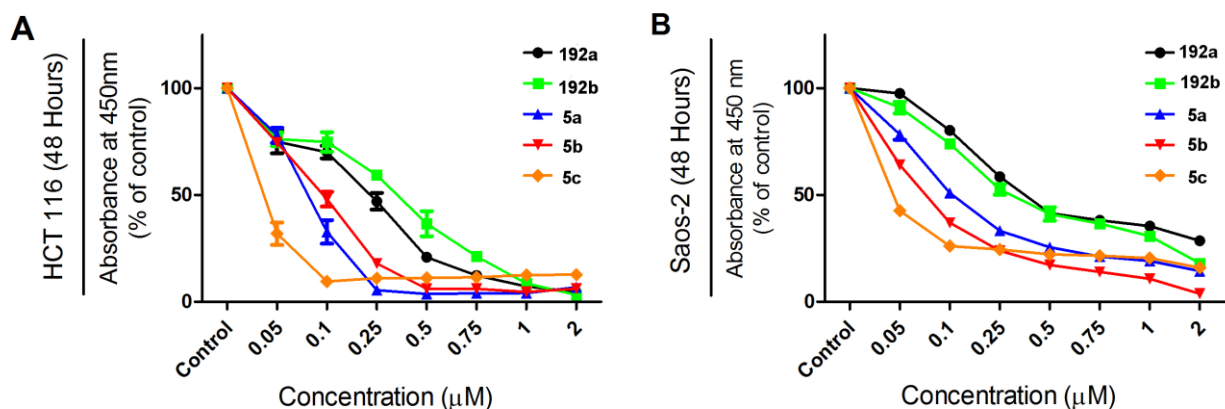 A
HCT 116 (48 Hours)
Absorbance at 450nm
(% of control)
100
50
0
192a
192b
5a
5b
5c
Control
0.05
0.1
0.25
0.5
0.75
1
2
Concentration (μM)
B
Saos-2 (48 Hours)
Absorbance at 450 nm
(% of control)
100
50
0
192a
192b
5a
5b
5c
Control
0.05
0.1
0.25
0.5
0.75
1
2
Concentration (μM)